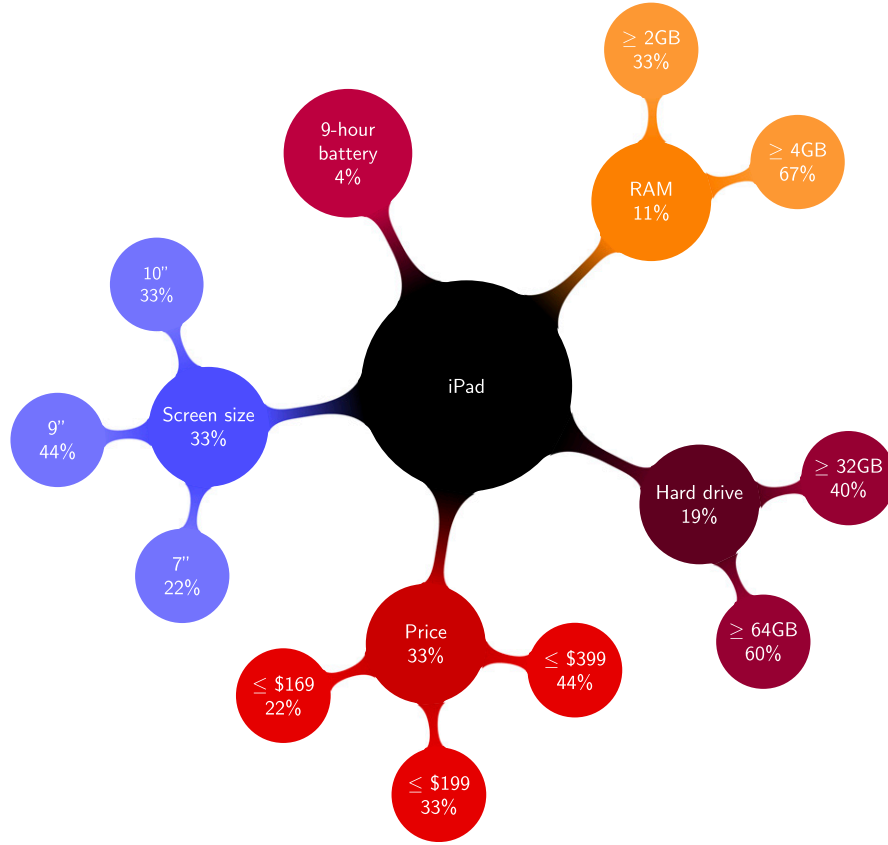 ≥ 2GB
33%
≥ 4GB
67%
RAM
11%
9-hour
battery
4%
10”
33%
9”
44%
Screen size
33%
7”
22%
iPad
Hard drive
19%
≥ 32GB
40%
≥ 64GB
60%
Price
33%
≤ $169
22%
≤ $399
44%
≤ $199
33%